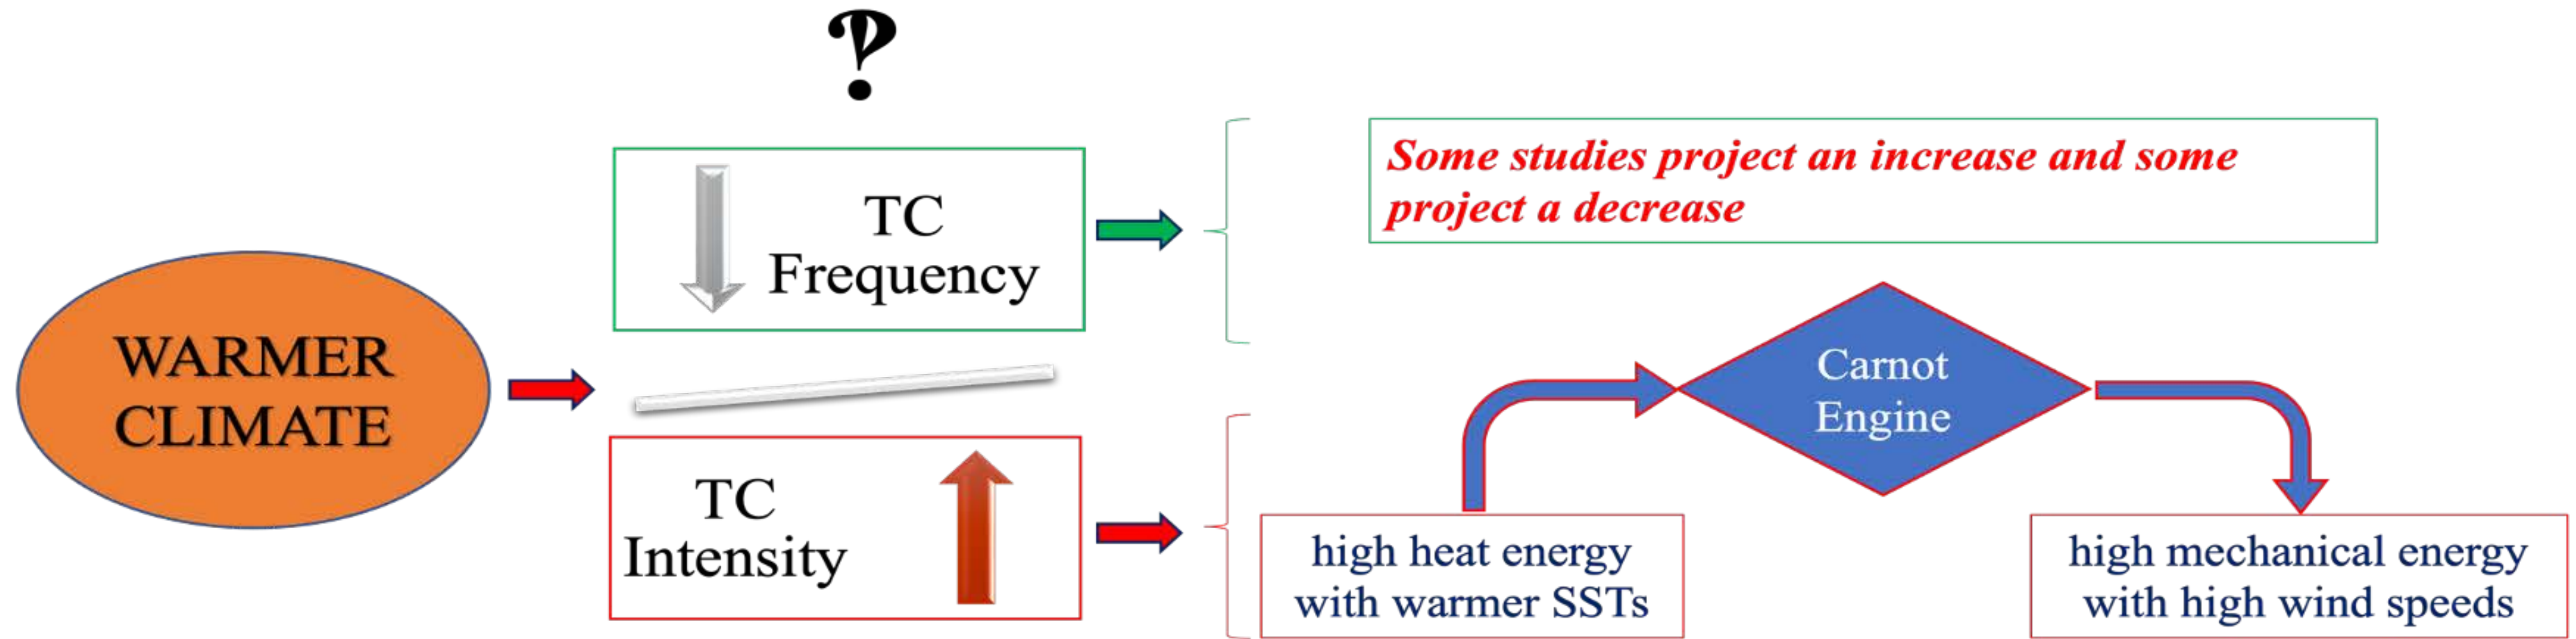 ?
WARMER
CLIMATE
TC
Frequency
Some studies project an increase and some
project a decrease
TC
Intensity
Carnot
Engine
high heat energy
with warmer SSTs
high mechanical energy
with high wind speeds